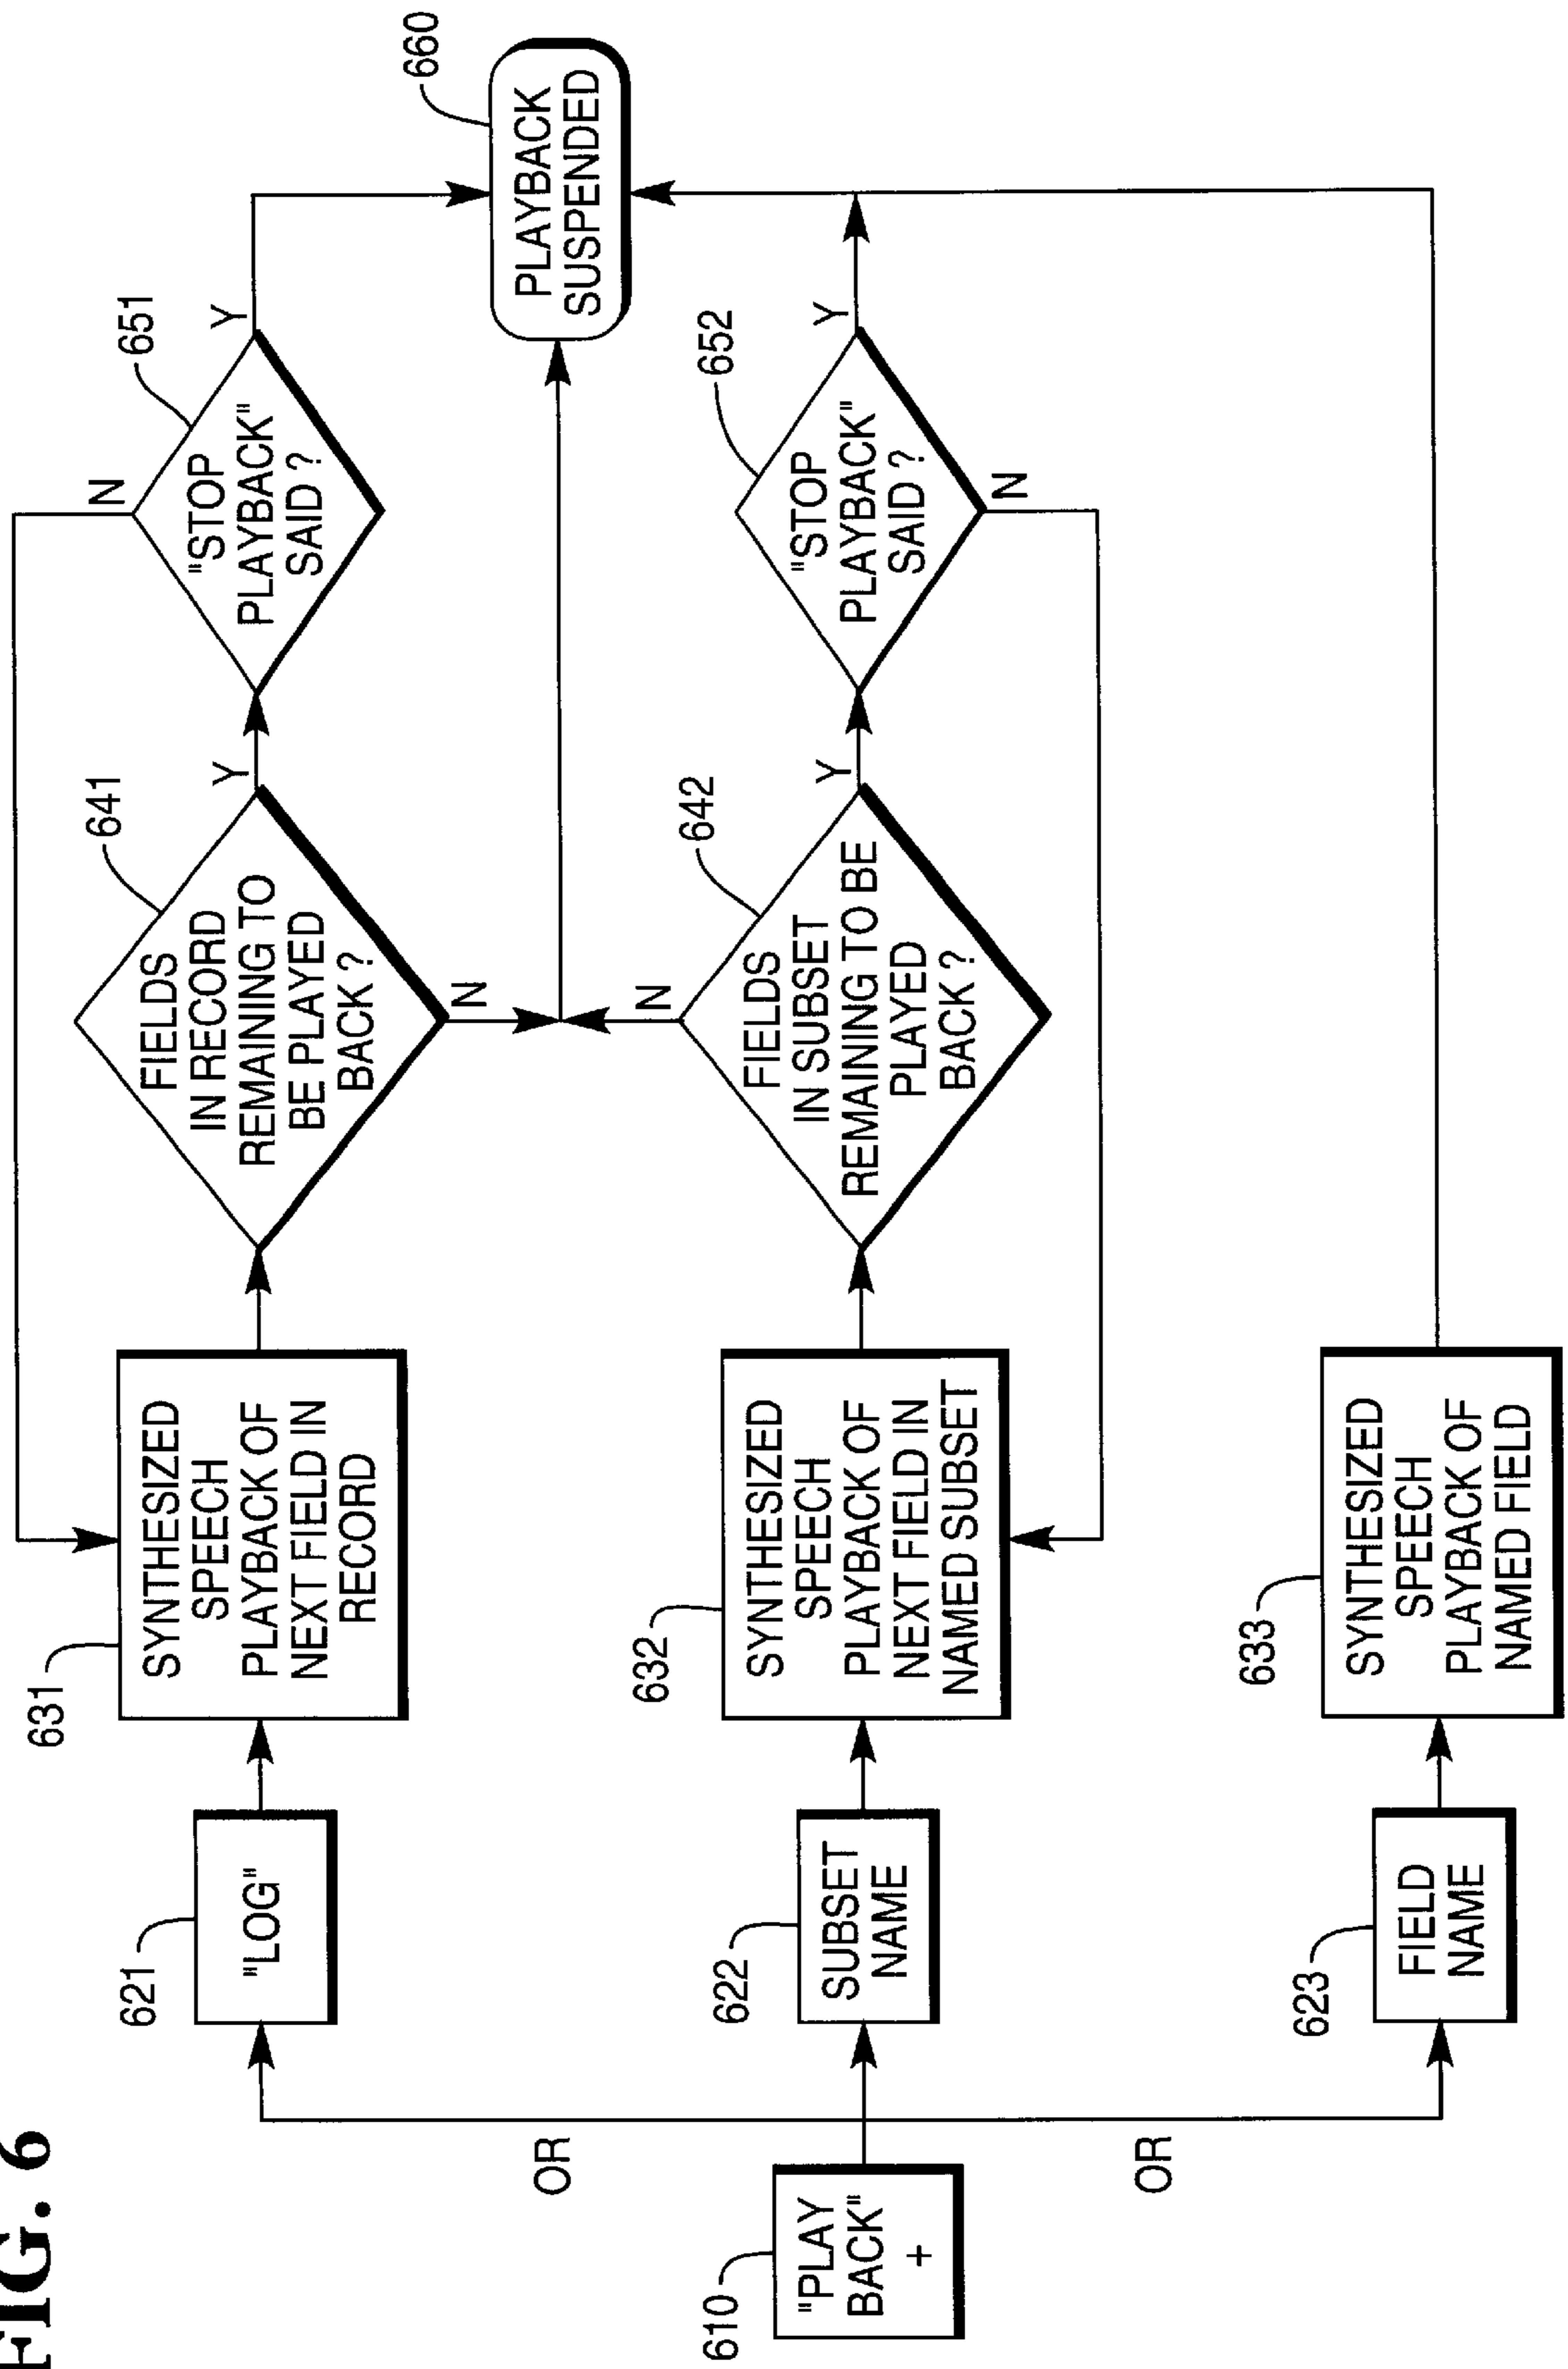 FIG. 6
610
"PLAY
BACK"
+
OR
OR
621
"LOG"
631
SYNTHESIZED
SPEECH
PLAYBACK OF
NEXT FIELD IN
RECORD
641
FIELDS
IN RECORD
REMAINING TO
BE PLAYED
BACK ?
Y
N
651
"STOP
PLAYBACK"
SAID ?
Y
N
660
PLAYBACK
SUSPENDED
622
SUBSET
NAME
632
SYNTHESIZED
SPEECH
PLAYBACK OF
NEXT FIELD IN
NAMED SUBSET
642
FIELDS
IN SUBSET
REMAINING TO BE
PLAYED
BACK ?
Y
N
652
"STOP
PLAYBACK"
SAID ?
Y
N
623
FIELD
NAME
633
SYNTHESIZED
SPEECH
PLAYBACK OF
NAMED FIELD